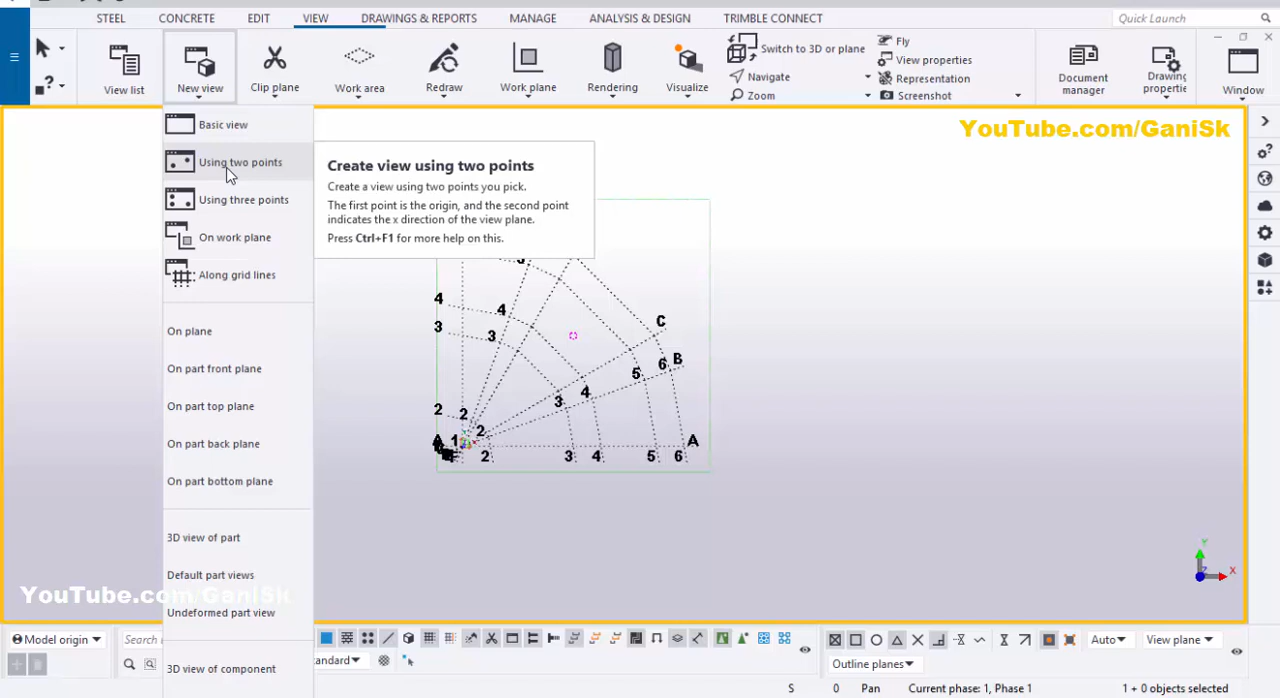 STEEL CONCRETE EDIT VIEW DRAWINGS & REPORTS MANAGE ANALYSIS & DESIGN TRIMBLE CONNECT Quick Launch
View list New view Clip plane Work area Redraw Work plane Rendering Visualize
Switch to 3D or plane
Navigate
Zoom
Fly
View properties
Representation
Screenshot
Document manager
Drawing properties
Window
YouTube.com/GaniSk
Basic view
Using two points
Using three points
On work plane
Along grid lines
On plane
On part front plane
On part top plane
On part back plane
On part bottom plane
3D view of part
Default part views
Undeformed part view
3D view of component
Create view using two points
Create a view using two points you pick.
The first point is the origin, and the second point
indicates the x direction of the view plane.
Press Ctrl+F1 for more help on this.
4 4
3 3
C
B
6
5
4
3
2 2
2
A 1 A
2 3 4 5 6
Y
Z X
YouTube.com/GaniSk
Model origin Search
Auto View plane
Outline planes
S 0 Pan Current phase: 1, Phase 1 1 + 0 objects selected